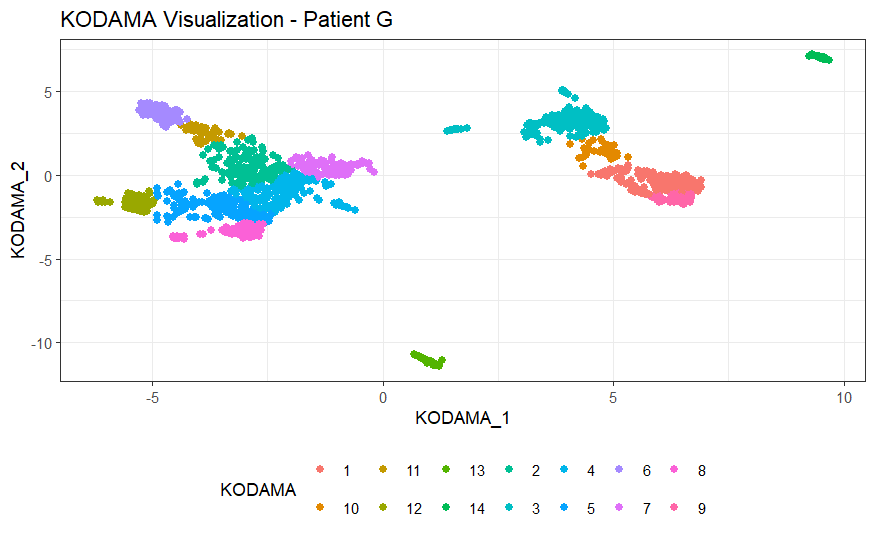 KODAMA Visualization - Patient G
KODAMA_2
5
0
-5
-10
-5 0 5 10
KODAMA_1
KODAMA
1 11 13 2 4 6 8
10 12 14 3 5 7 9